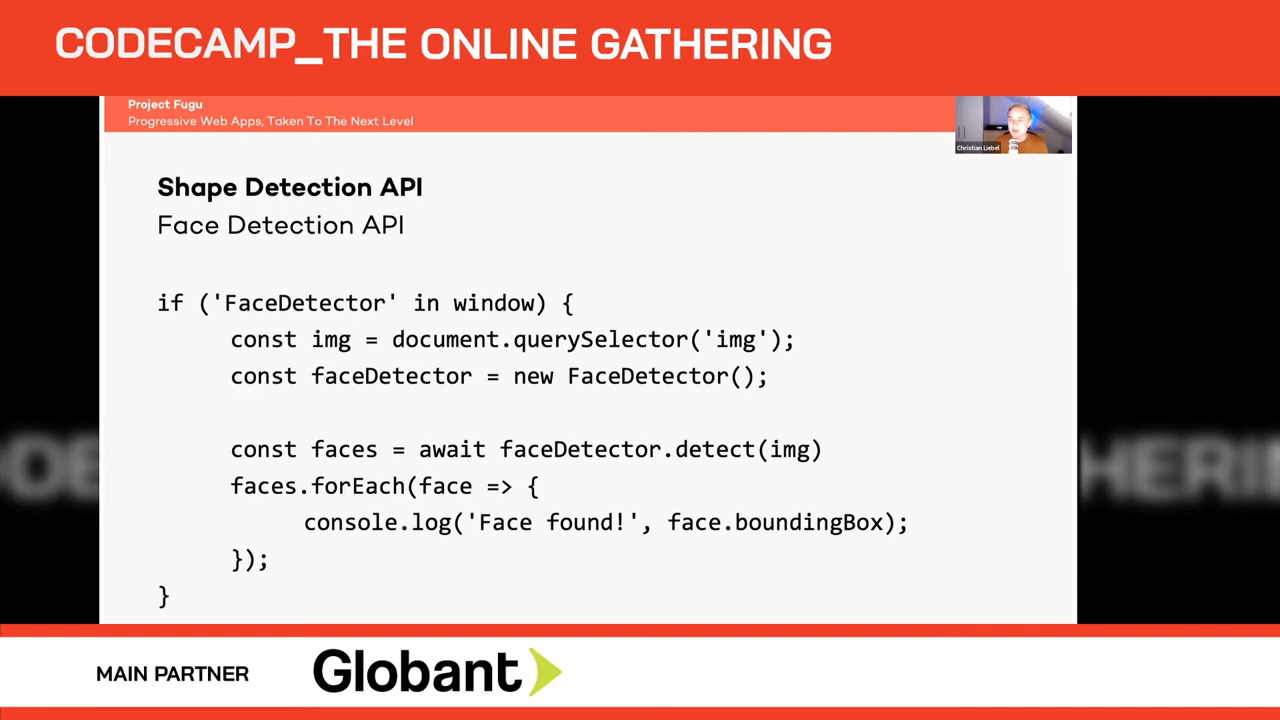 CODECAMP_THE ONLINE GATHERING
Project Fugu
Progressive Web Apps, Taken To The Next Level
Christian Liebel
Shape Detection API
Face Detection API
if ('FaceDetector' in window) {
const img = document.querySelector('img');
const faceDetector = new FaceDetector();
const faces = await faceDetector.detect(img)
faces.forEach(face => {
console.log('Face found!', face.boundingBox);
});
}
MAIN PARTNER
Globant